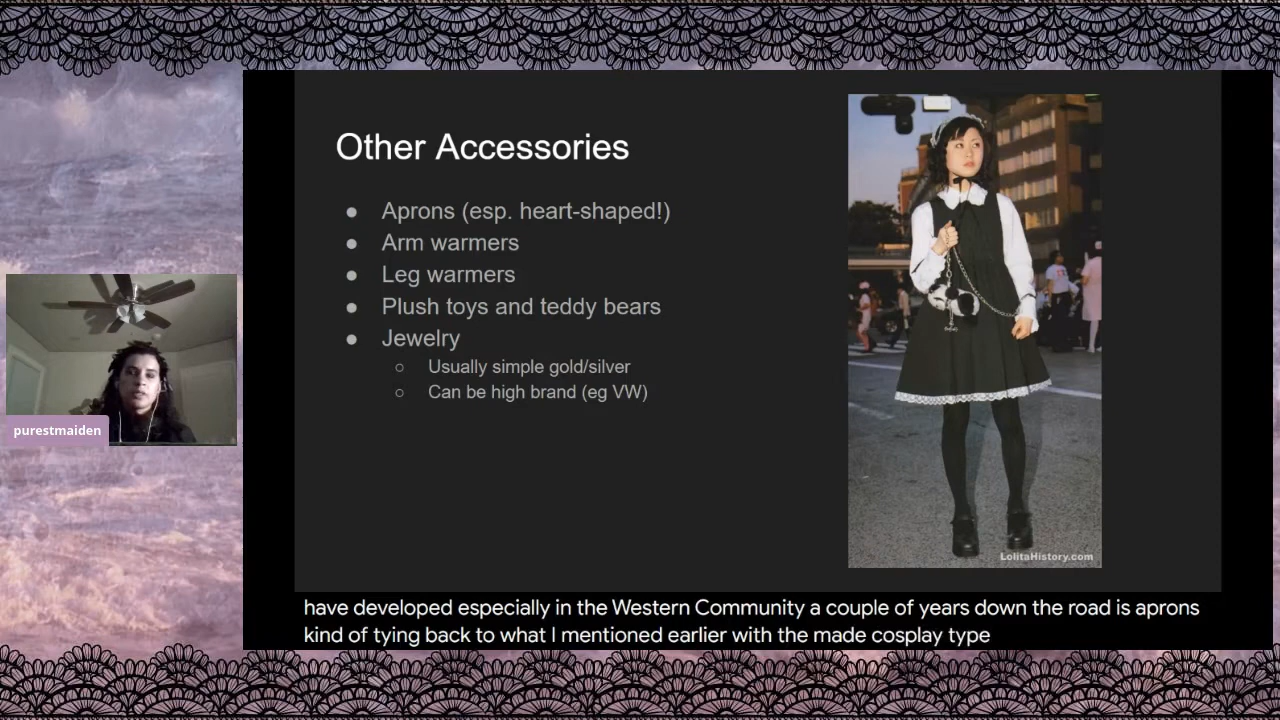 Other Accessories
● Aprons (esp. heart-shaped!)
● Arm warmers
● Leg warmers
● Plush toys and teddy bears
● Jewelry
○ Usually simple gold/silver
○ Can be high brand (eg VW)
purestmaiden
LolitaHistory.com
have developed especially in the Western Community a couple of years down the road is aprons
kind of tying back to what I mentioned earlier with the made cosplay type